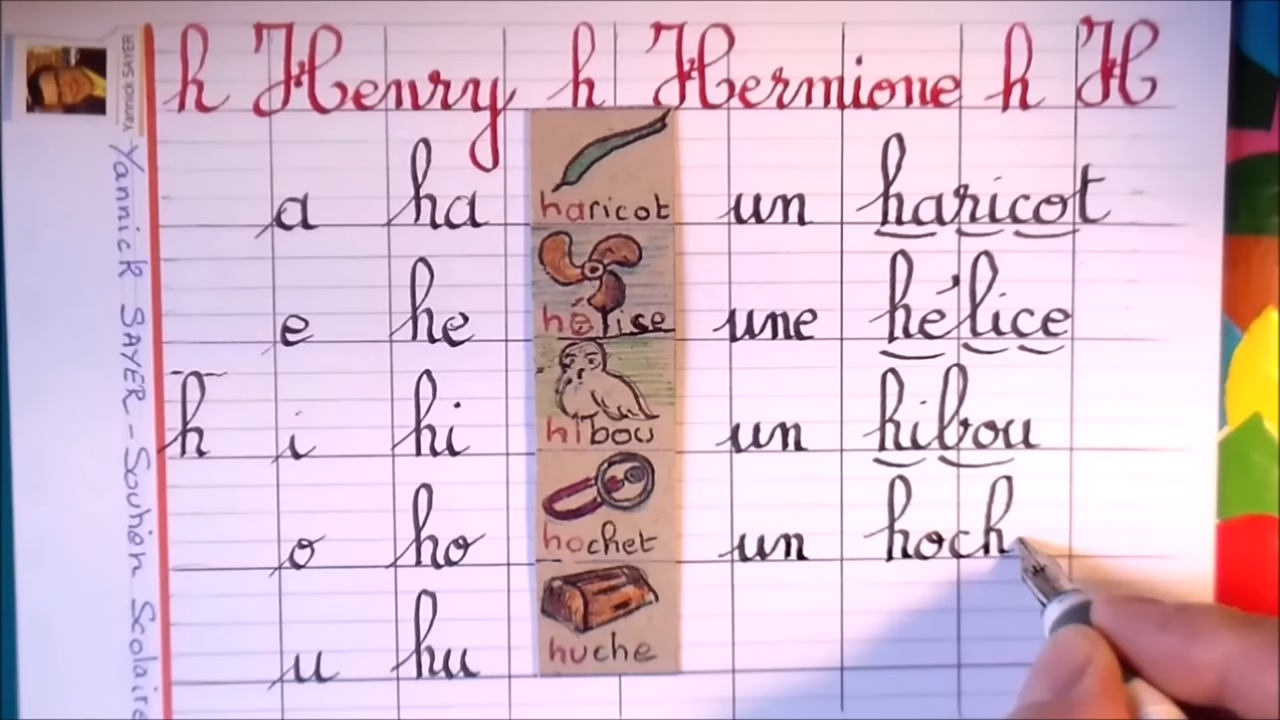 h Henry h Hermione h H
a ha haricot un haricot
e he hélice une hélice
h i hi hibou un hibou
o ho hochet un hoch
u hu huche
Yannick SAYER - Soutien Scolaire
Yannick SAYER